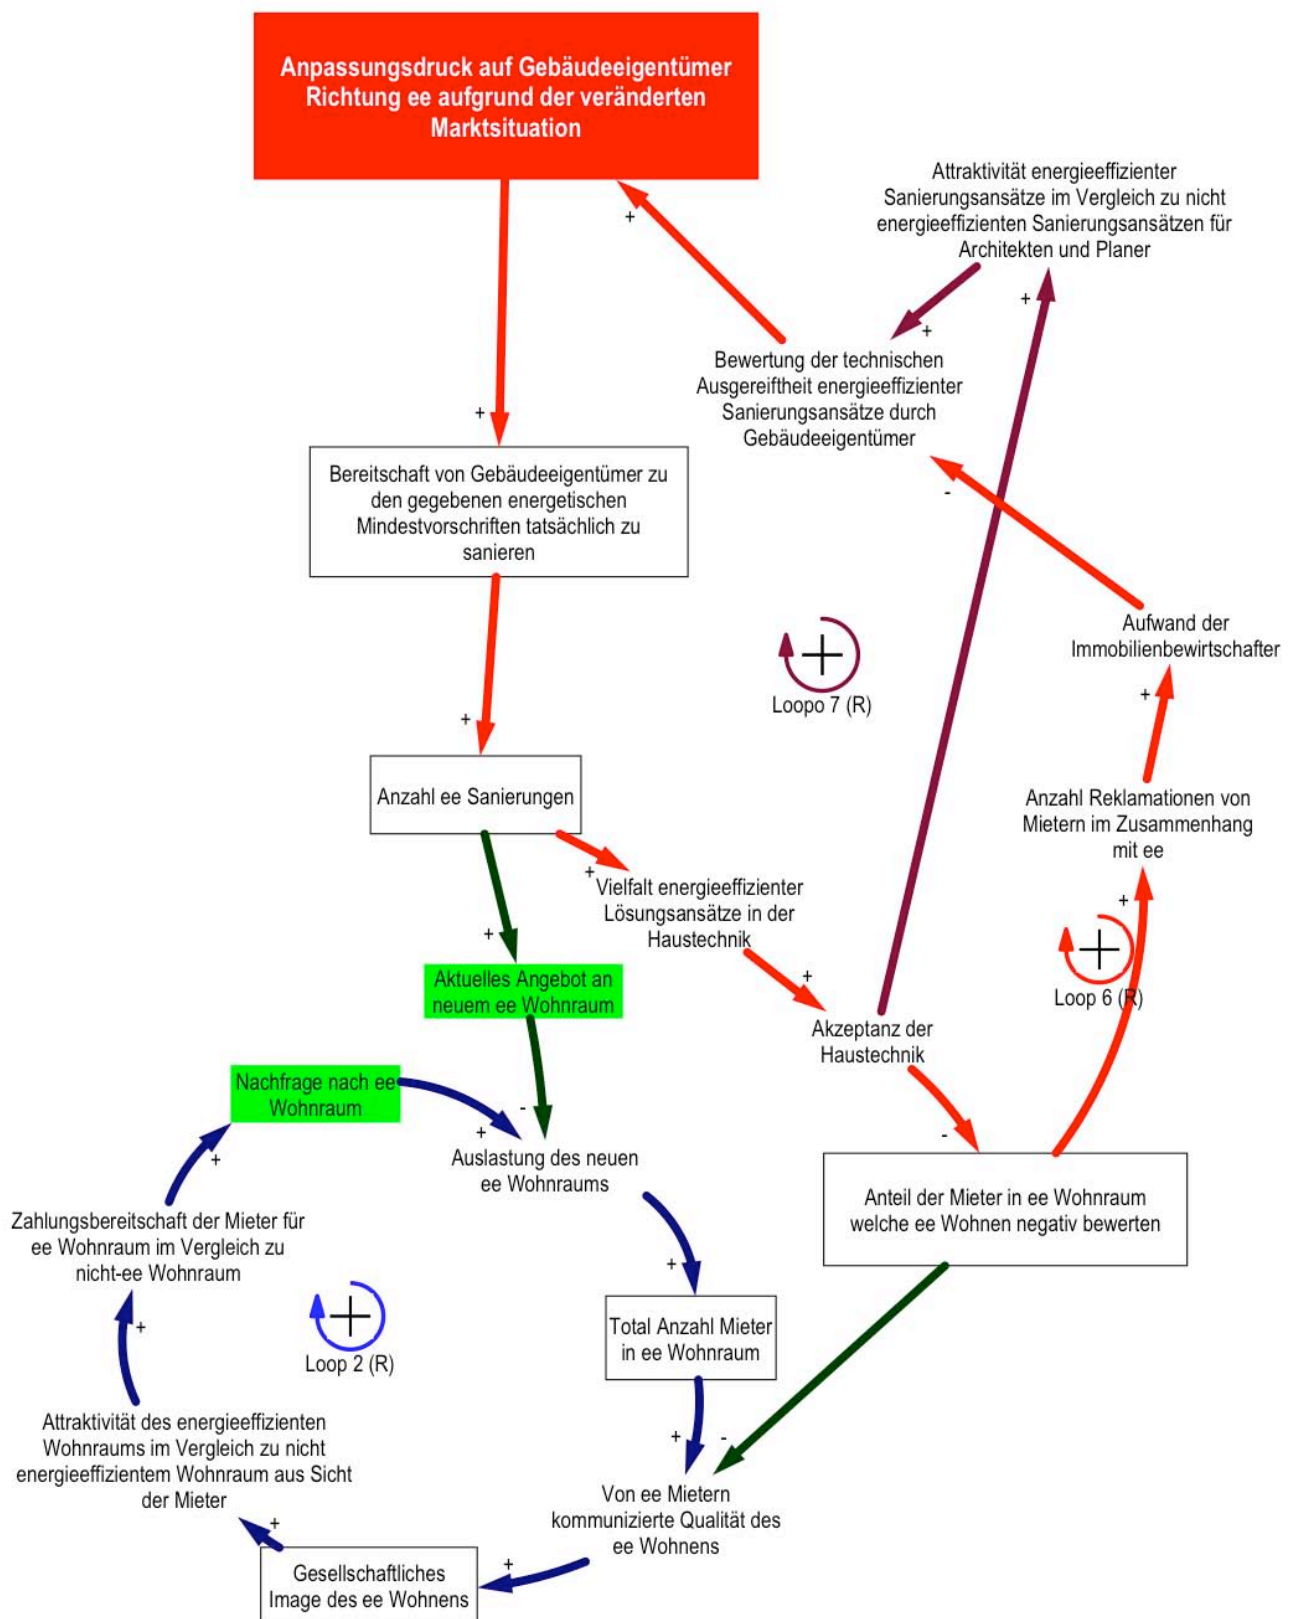 Anpassungsdruck auf Gebäudeeigentümer
Richtung ee aufgrund der veränderten
Marktsituation
Attraktivität energieeffizienter
Sanierungsansätze im Vergleich zu nicht
energieeffizienten Sanierungsansätzen für
Architekten und Planer
+
+
+
Bewertung der technischen
Ausgereiftheit energieeffizienter
Sanierungsansätze durch
Gebäudeeigentümer
+
-
Bereitschaft von Gebäudeeigentümer zu
den gegebenen energetischen
Mindestvorschriften tatsächlich zu
sanieren
Aufwand der
Immobilienbewirtschafter
+
Loopo 7 (R)
+
Anzahl ee Sanierungen
Anzahl Reklamationen von
Mietern im Zusammenhang
mit ee
+
+
Vielfalt energieeffizienter
Lösungsansätze in der
Haustechnik
+
+
Loop 6 (R)
Aktuelles Angebot an
neuem ee Wohnraum
+
Akzeptanz der
Haustechnik
Nachfrage nach ee
Wohnraum
-
+
-
+
Auslastung des neuen
ee Wohnraums
Anteil der Mieter in ee Wohnraum
welche ee Wohnen negativ bewerten
Zahlungsbereitschaft der Mieter für
ee Wohnraum im Vergleich zu
nicht-ee Wohnraum
+
Total Anzahl Mieter
in ee Wohnraum
+
Loop 2 (R)
Attraktivität des energieeffizienten
Wohnraums im Vergleich zu nicht
energieeffizientem Wohnraum aus Sicht
der Mieter
+
-
Von ee Mietern
kommunizierte Qualität des
ee Wohnens
+
+
Gesellschaftliches
Image des ee Wohnens